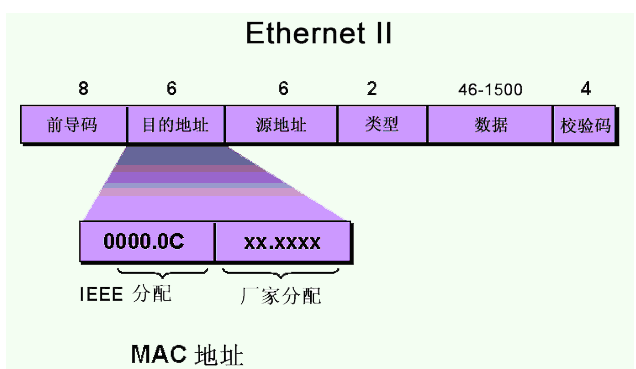 Ethernet II
8 6 6 2 46-1500 4
前导码 目的地址 源地址 类型 数据 校验码
0000.0C xx.xxxx
IEEE 分配 厂家分配
MAC 地址